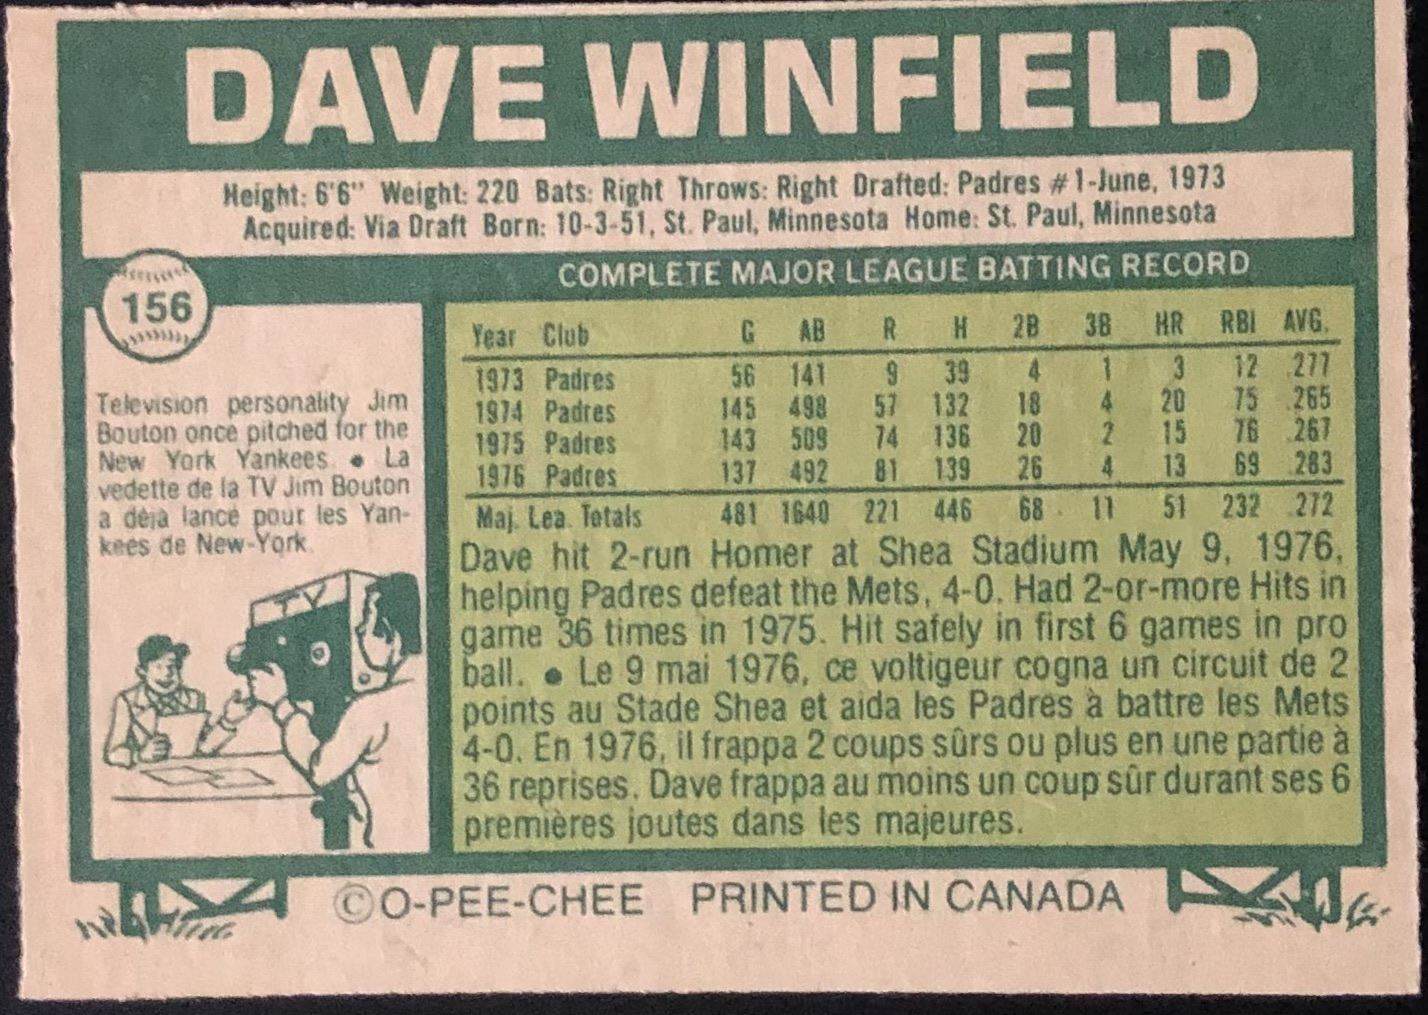 DAVE WINFIELD
Height: 6'6" Weight: 220 Bats: Right Throws: Right Drafted: Padres #1-June, 1973
Acquired: Via Draft Born: 10-3-51, St. Paul, Minnesota Home: St. Paul, Minnesota
156
COMPLETE MAJOR LEAGUE BATTING RECORD
Year Club G AB R H 2B 3B HR RBI AVG.
1973 Padres 56 141 9 39 4 1 3 12 .277
1974 Padres 145 498 57 132 18 4 20 75 .265
1975 Padres 143 509 74 136 20 2 15 76 .267
1976 Padres 137 492 81 139 26 4 13 69 .283
Maj. Lea. Totals 481 1640 221 446 68 11 51 232 .272
Dave hit 2-run Homer at Shea Stadium May 9, 1976,
helping Padres defeat the Mets, 4-0. Had 2-or-more Hits in
game 36 times in 1975. Hit safely in first 6 games in pro
ball. • Le 9 mai 1976, ce voltigeur cogna un circuit de 2
points au Stade Shea et aida les Padres à battre les Mets
4-0. En 1976, il frappa 2 coups sûrs ou plus en une partie à
36 reprises. Dave frappa au moins un coup sûr durant ses 6
premières joutes dans les majeures.
Television personality Jim
Bouton once pitched for the
New York Yankees. • La
vedette de la TV Jim Bouton
a déjà lancé pour les Yan-
kees de New-York.
TV
©O-PEE-CHEE PRINTED IN CANADA